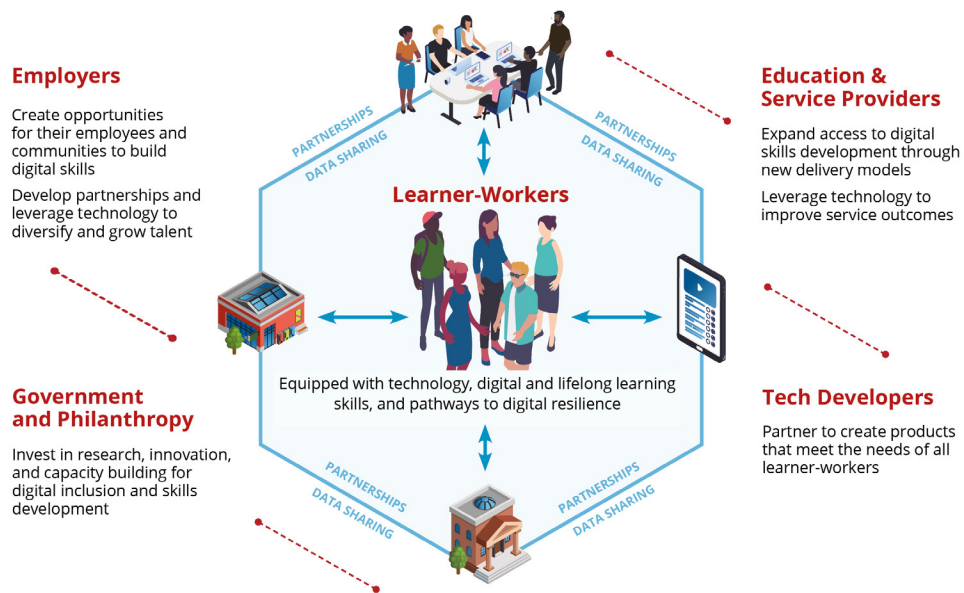 Employers
Create opportunities
for their employees and
communities to build
digital skills
Develop partnerships and
leverage technology to
diversify and grow talent
Education &
Service Providers
Expand access to digital
skills development through
new delivery models
Leverage technology to
improve service outcomes
PARTNERSHIPS
DATA SHARING
PARTNERSHIPS
DATA SHARING
Learner-Workers
Equipped with technology, digital and lifelong learning
skills, and pathways to digital resilience
Government
and Philanthropy
Invest in research, innovation,
and capacity building for
digital inclusion and skills
development
Tech Developers
Partner to create products
that meet the needs of all
learner-workers
PARTNERSHIPS
DATA SHARING
PARTNERSHIPS
DATA SHARING